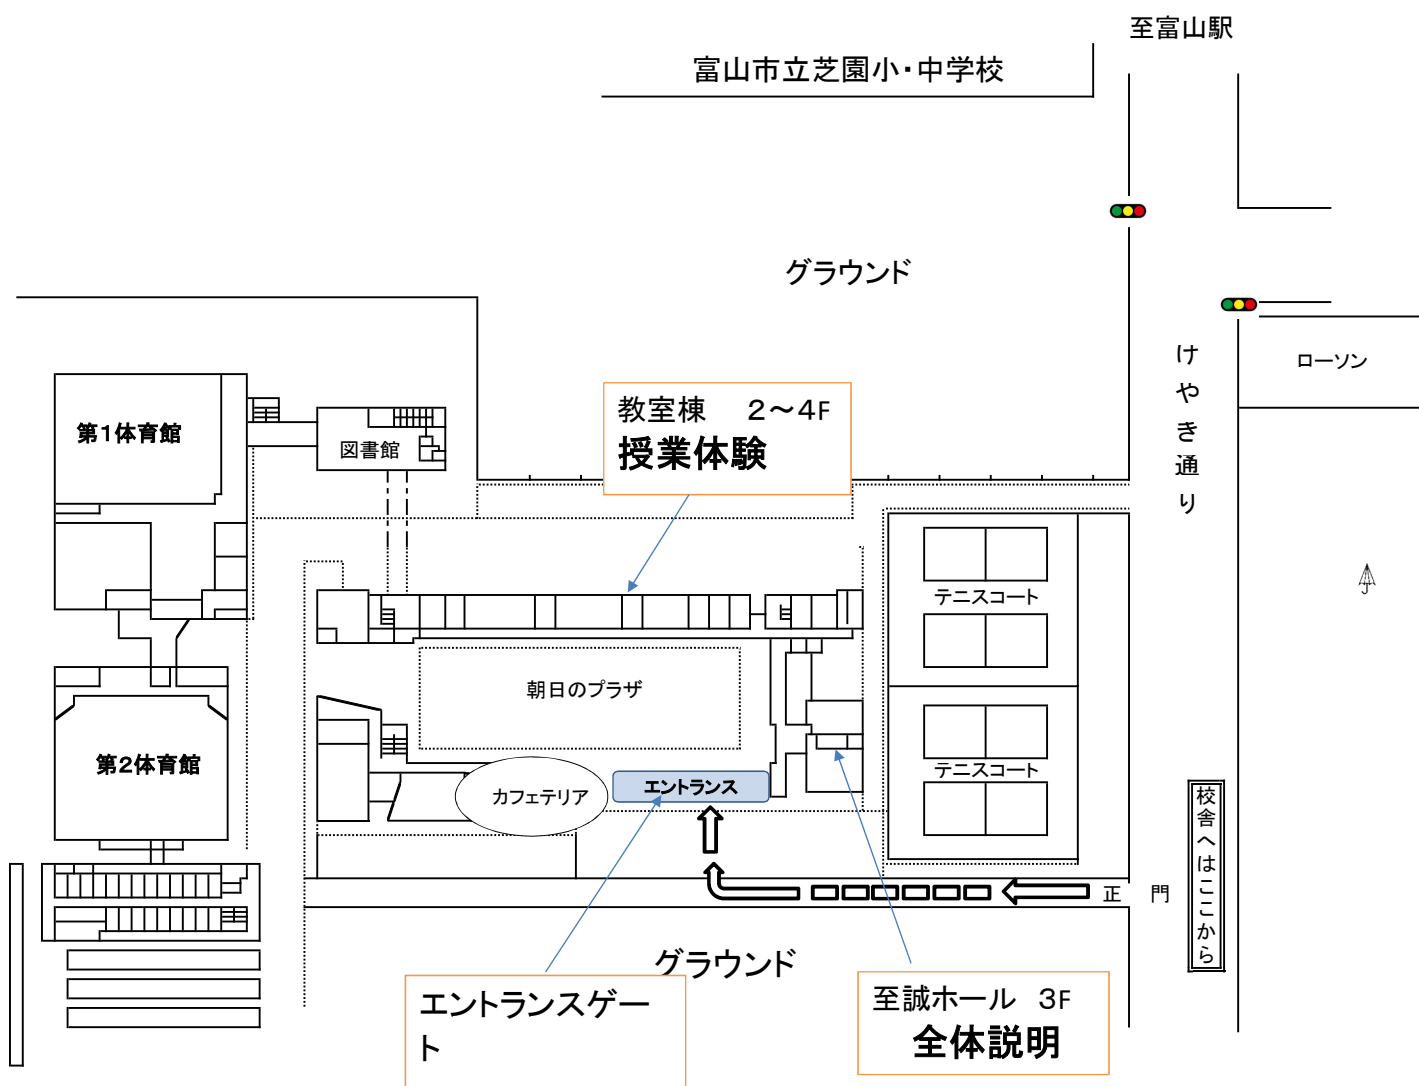 至富山駅
富山市立芝園小・中学校
グラウンド
けやき通り
ローソン
教室棟　２～４F
授業体験
第１体育館
図書館
テニスコート
朝日のプラザ
第２体育館
テニスコート
エントランス
カフェテリア
校舎へはここから
正　門
グラウンド
エントランスゲー
ト
至誠ホール　３F
全体説明